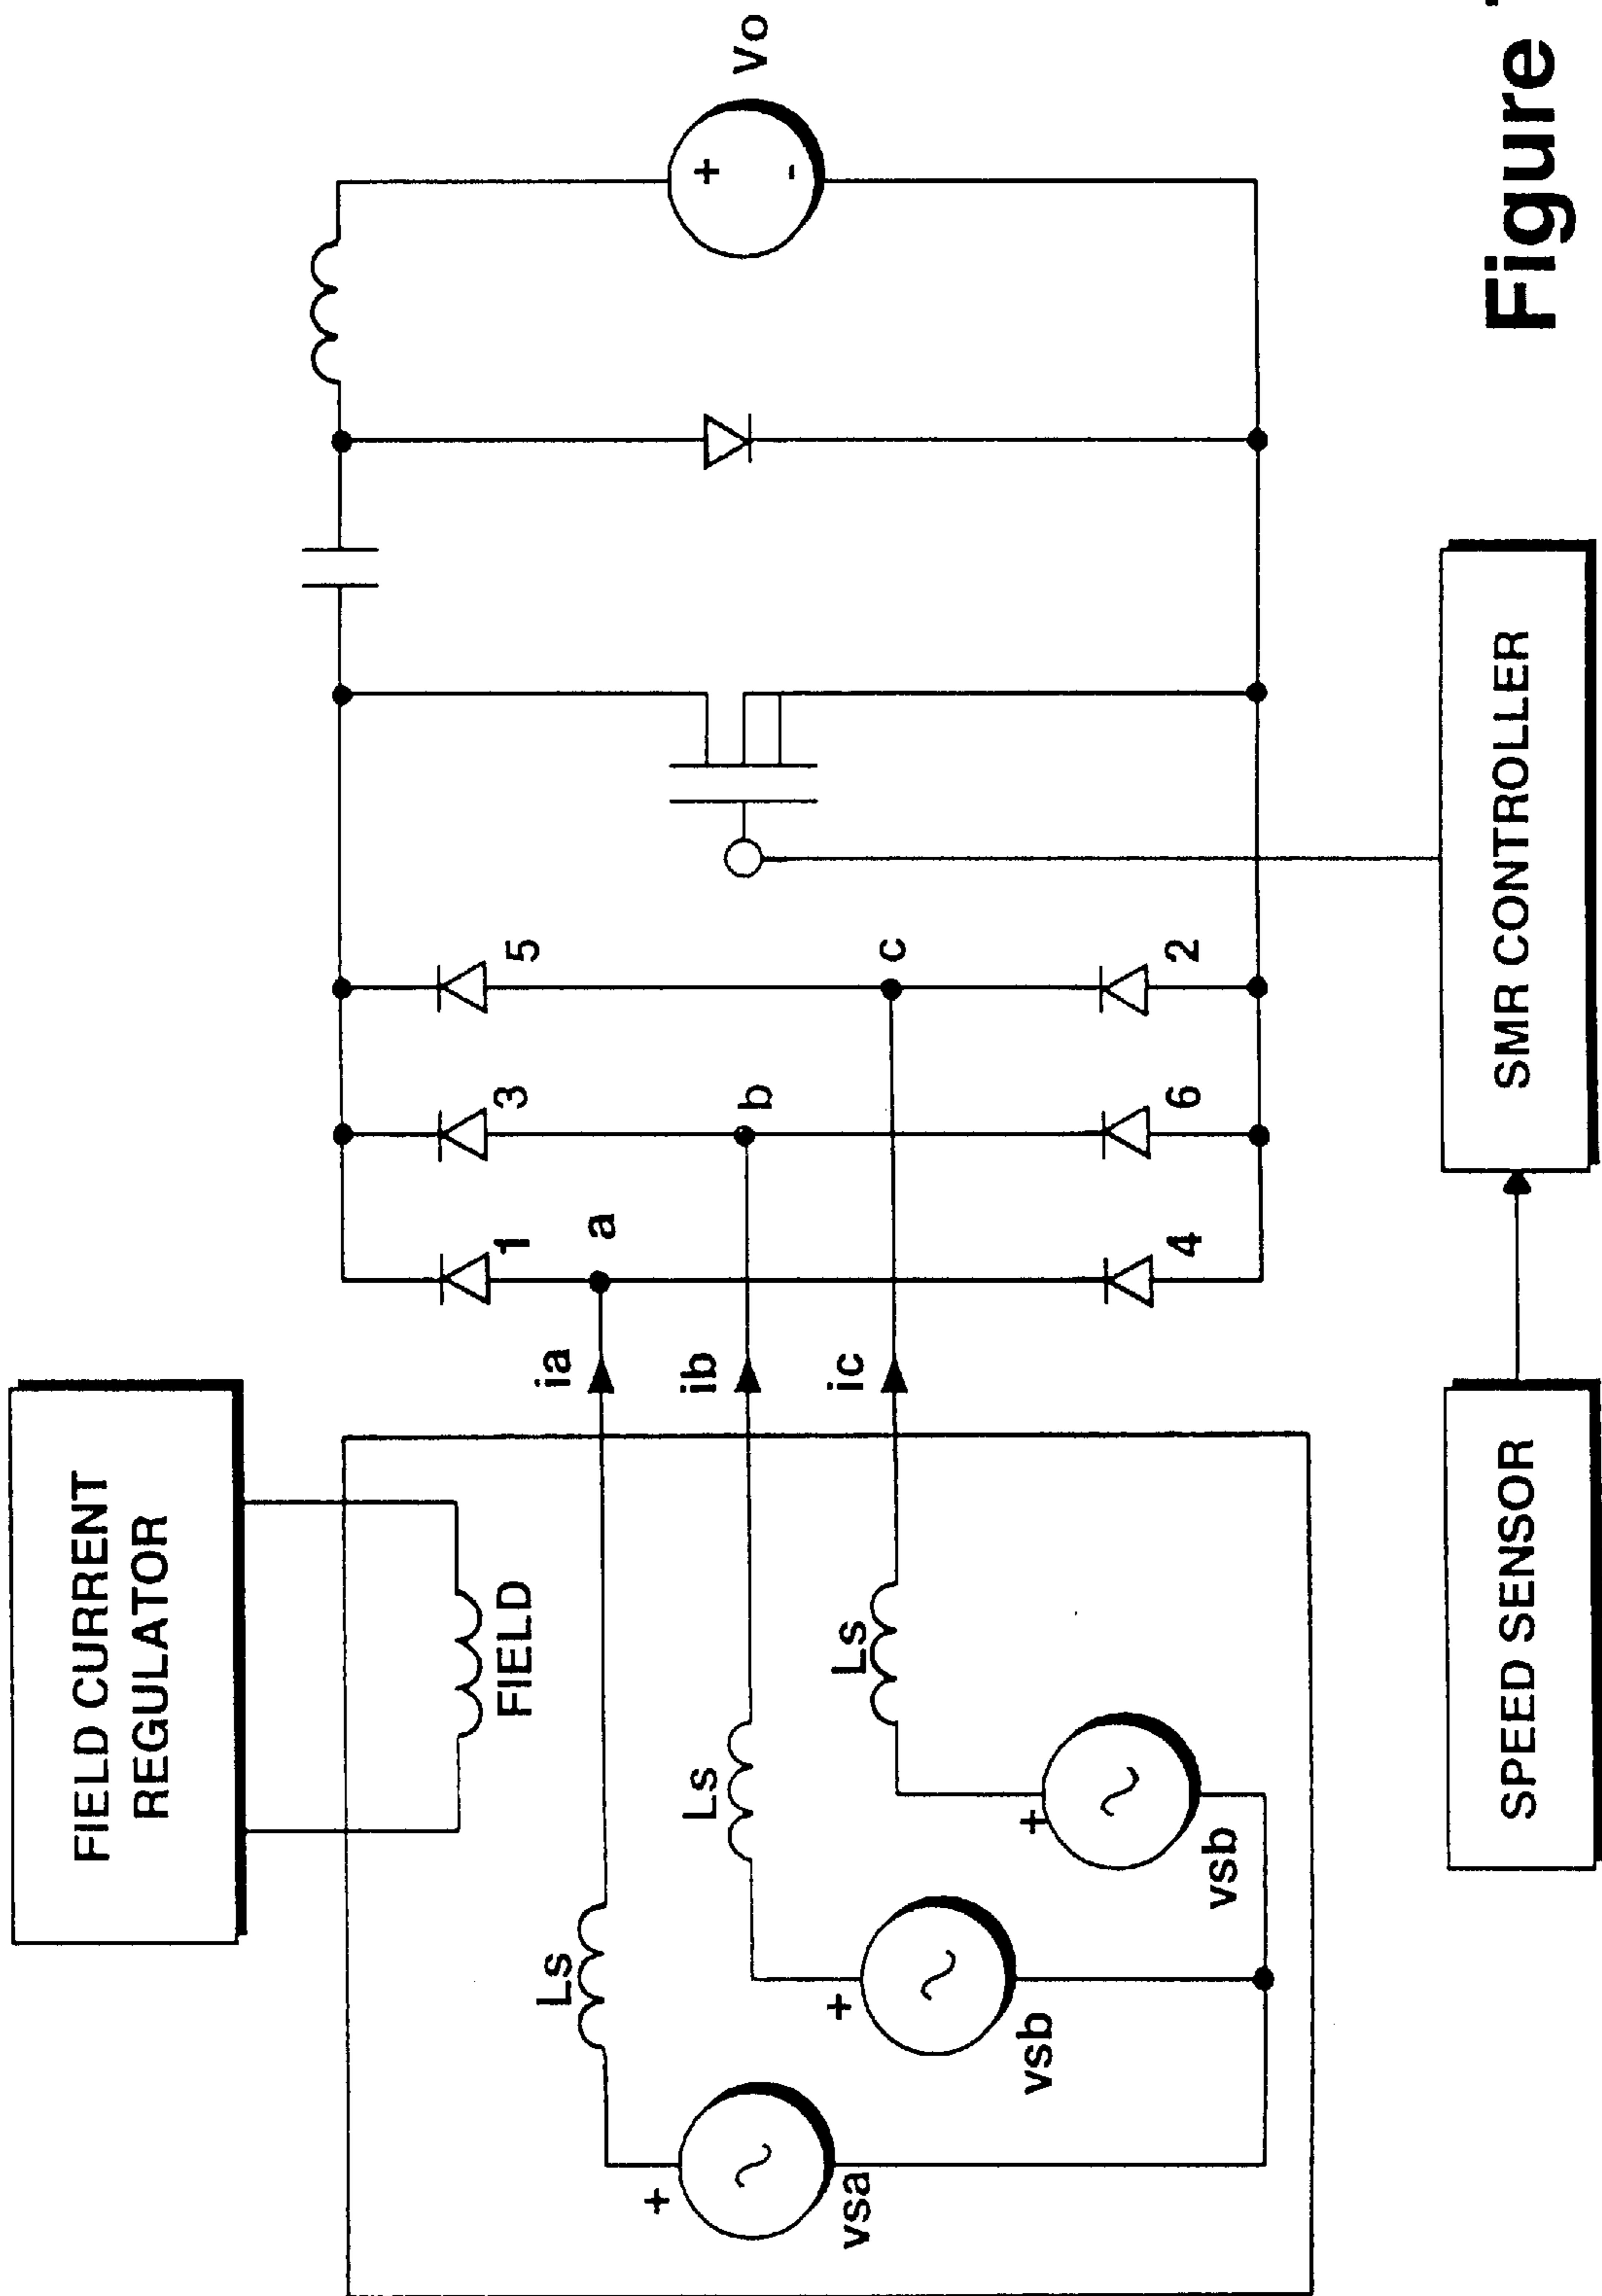 FIELD CURRENT
REGULATOR
FIELD
Ls
Ls
Ls
+
vsa
+
vsb
+
vsb
ia
ib
ic
a
b
c
1
3
5
4
6
2
+
-
Vo
SPEED SENSOR
SMR CONTROLLER
Figure